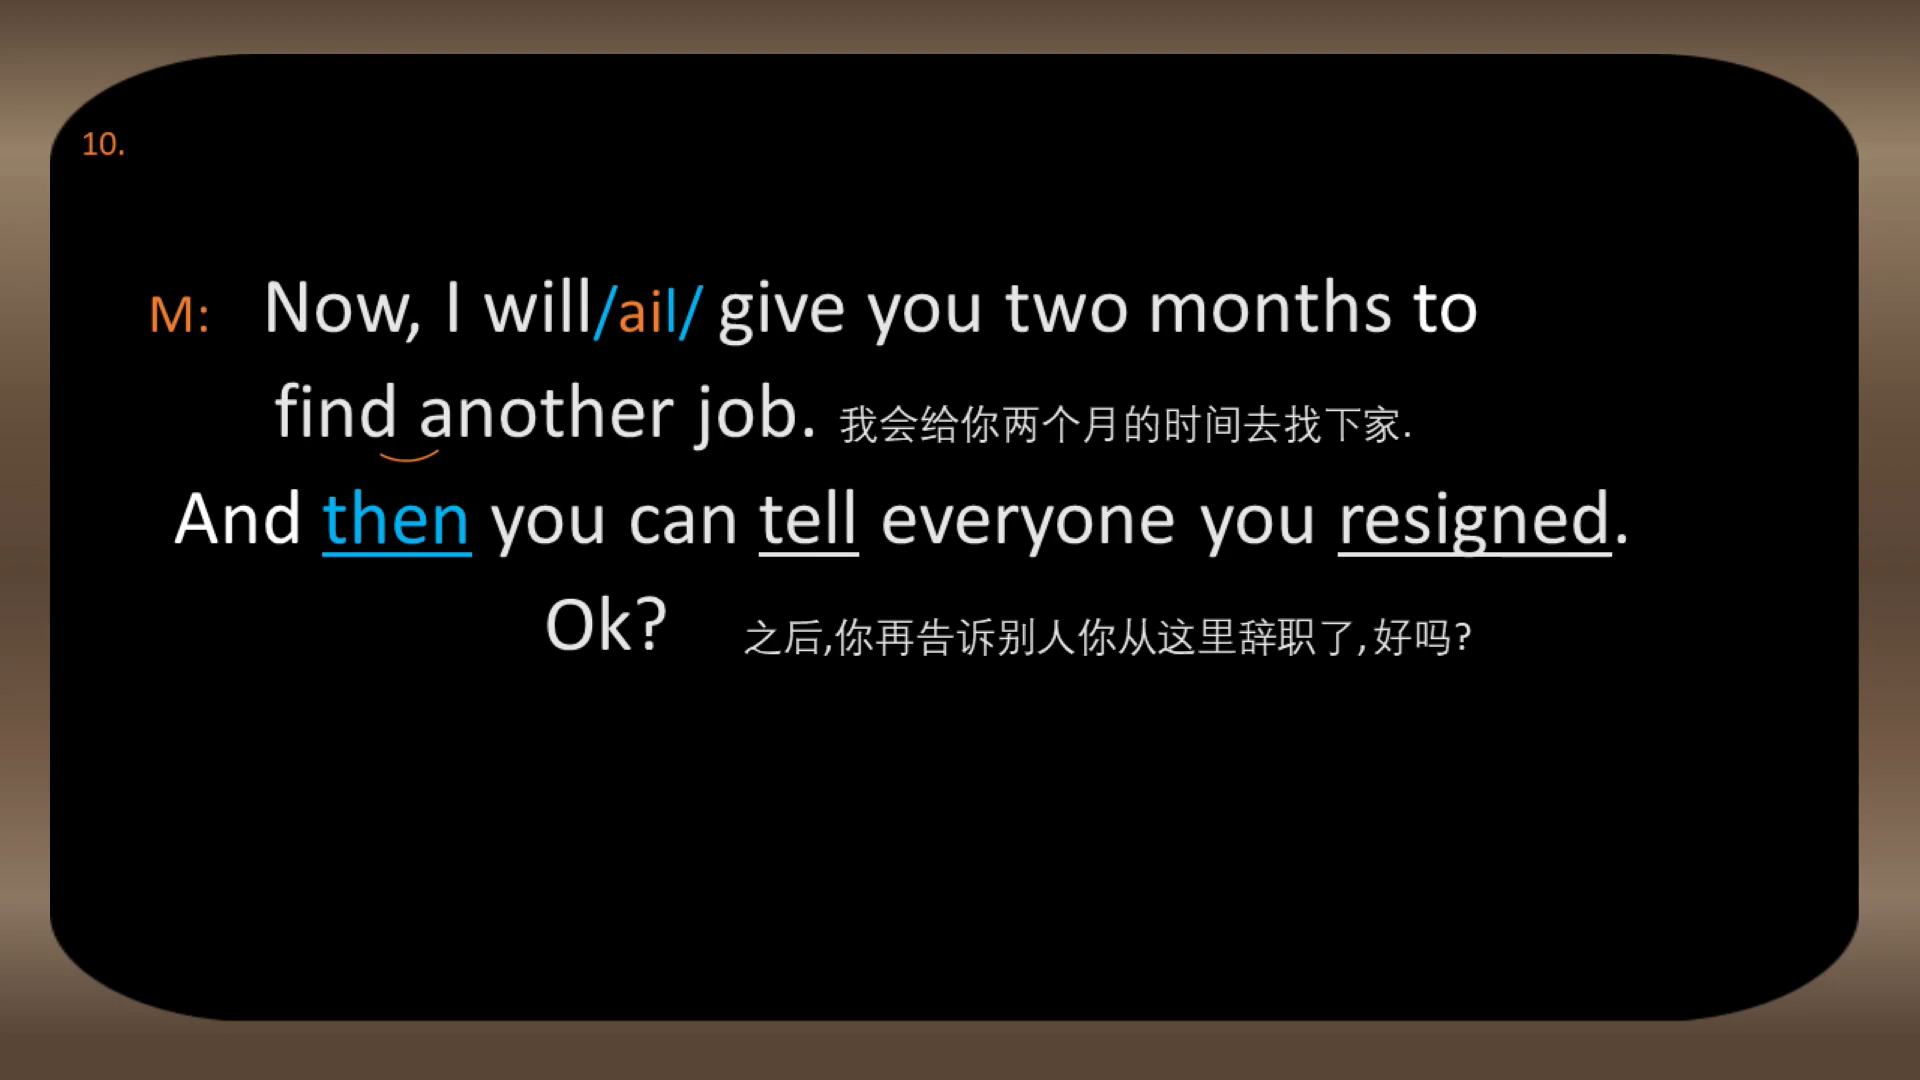 10.
M: Now, I will/ail/ give you two months to
find another job. 我会给你两个月的时间去找下家.
And then you can tell everyone you resigned.
Ok? 之后,你再告诉别人你从这里辞职了,好吗?